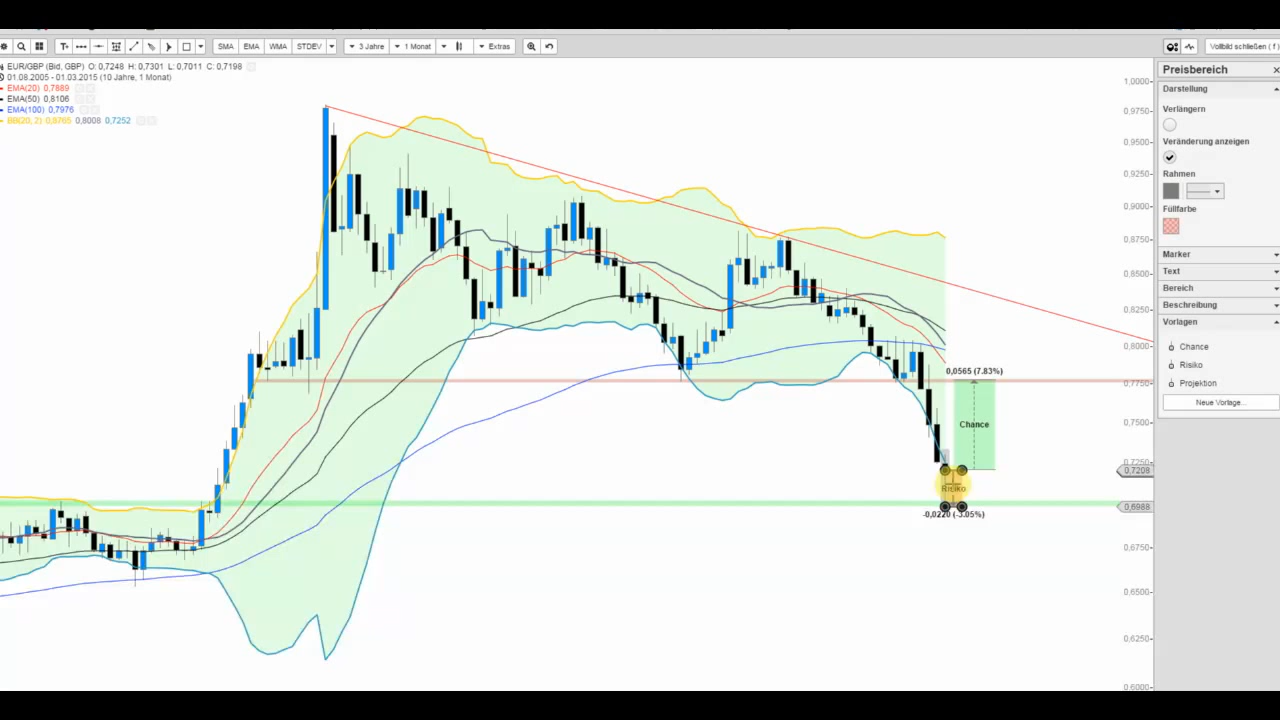 T SMA EMA WMA STDEV 3 Jahre 1 Monat Extras Vollbild schließen ( f )
EUR/GBP (Bid, GBP) O: 0,7248 H: 0,7301 L: 0,7011 C: 0,7198
01.08.2005 - 01.03.2015 (10 Jahre, 1 Monat)
EMA(20) 0,7889
EMA(50) 0,8106
EMA(100) 0,7976
BB(20, 2) 0,8765 0,8008 0,7252
1.0000
0,9750
0,9500
0,9250
0,9000
0,8750
0,8500
0,8250
0,8000
0,7750
0,7500
0,7250
0,7208
0,6988
0,6750
0,6500
0,6250
0,6000
0,0565 (7.83%)
Chance
Risiko
-0,0220 (-3.05%)
Preisbereich
Darstellung
Verlängern
Veränderung anzeigen
Rahmen
Füllfarbe
Marker
Text
Bereich
Beschreibung
Vorlagen
Chance
Risiko
Projektion
Neue Vorlage...